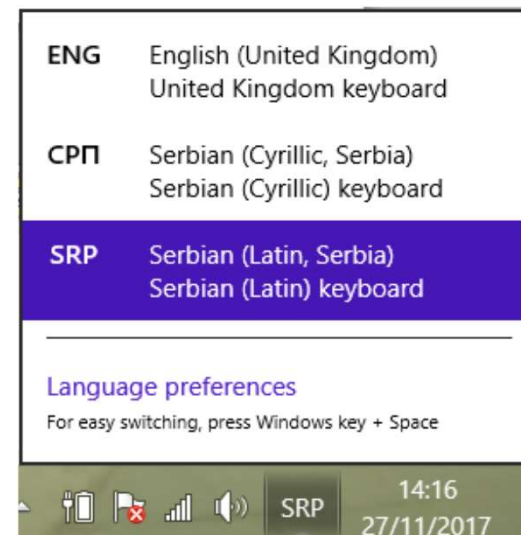 ENG English (United Kingdom)
United Kingdom keyboard
СРП Serbian (Cyrillic, Serbia)
Serbian (Cyrillic) keyboard
SRP Serbian (Latin, Serbia)
Serbian (Latin) keyboard
Language preferences
For easy switching, press Windows key + Space
SRP
14:16
27/11/2017